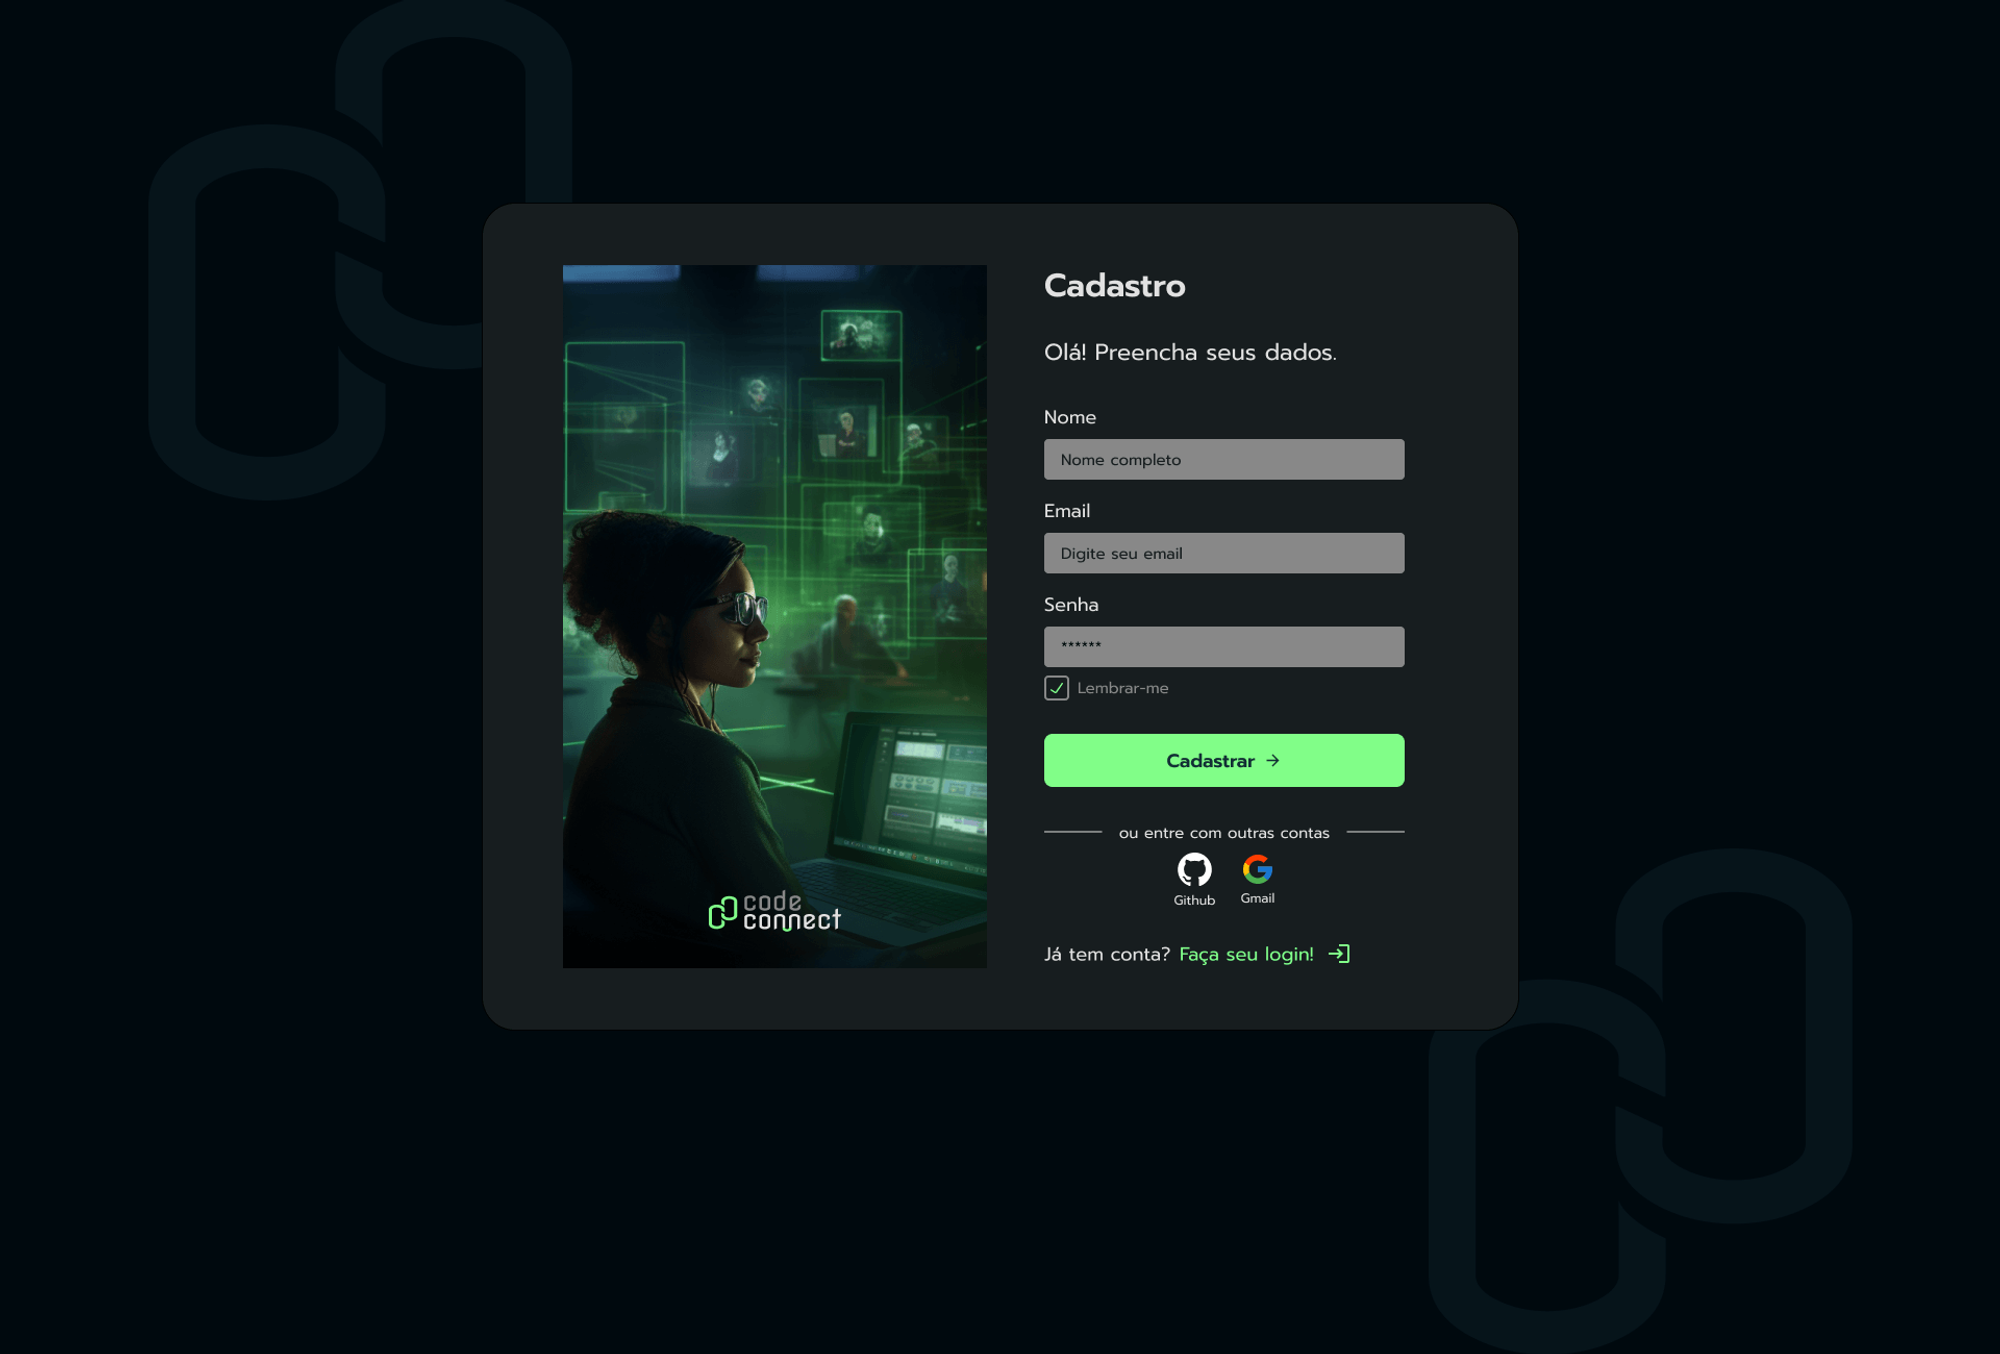 Cadastro
Olá! Preencha seus dados.
Nome
Nome completo
Email
Digite seu email
Senha
******
Lembrar-me
Cadastrar →
ou entre com outras contas
Github Gmail
Já tem conta? Faça seu login!
code
connect